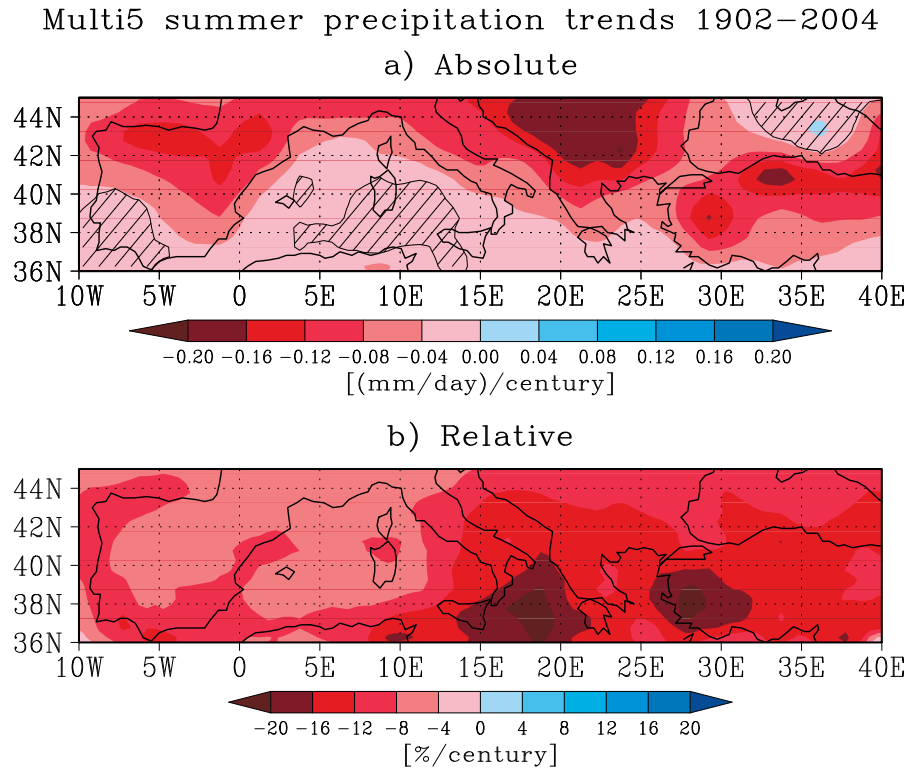 Multi5 summer precipitation trends 1902−2004
a) Absolute
44N
42N
40N
38N
36N
10W 5W 0 5E 10E 15E 20E 25E 30E 35E 40E
−0.20 −0.16 −0.12 −0.08 −0.04 0.00 0.04 0.08 0.12 0.16 0.20
[(mm/day)/century]
b) Relative
44N
42N
40N
38N
36N
10W 5W 0 5E 10E 15E 20E 25E 30E 35E 40E
−20 −16 −12 −8 −4 0 4 8 12 16 20
[%/century]